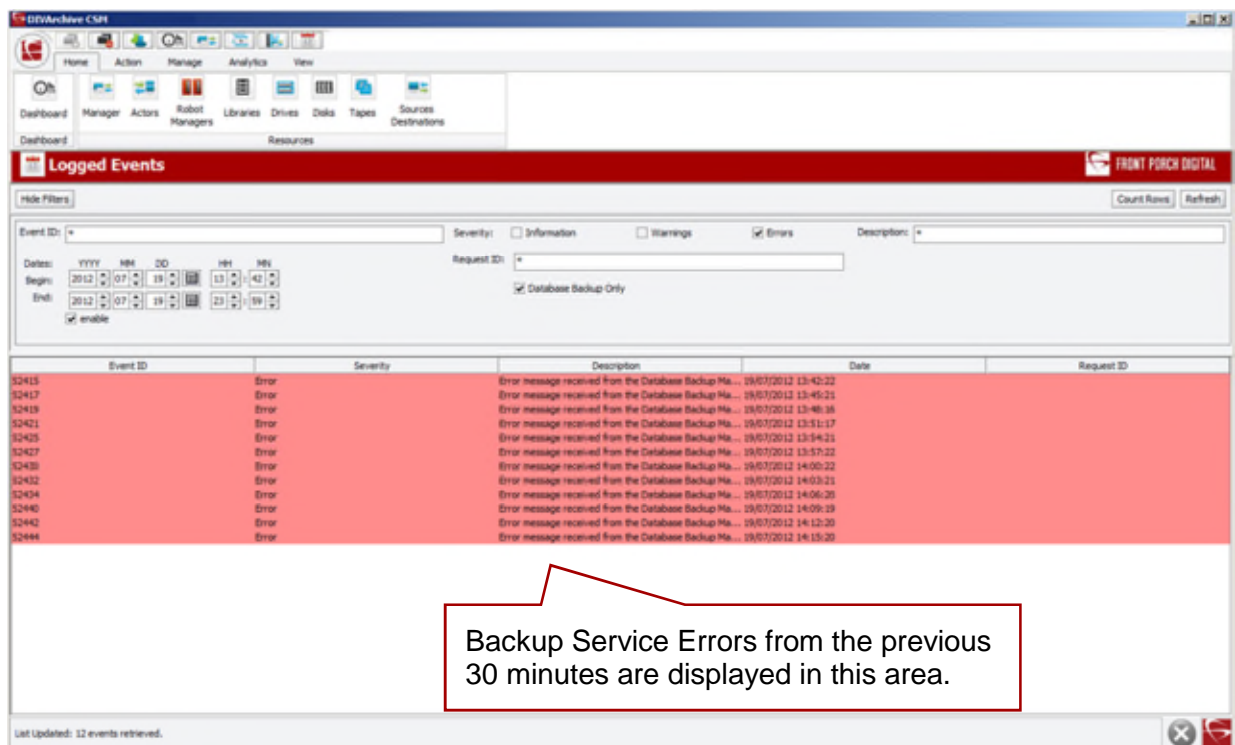 DIVArchive CSM
Home Action Manage Analytics View
Dashboard Manager Actors Robot Managers Libraries Drives Disks Tapes Sources Destinations
Dashboard Resources
Logged Events FRONT PORCH DIGITAL
Hide Filters Count Rows Refresh
Event ID: * Severity: Information Warnings Errors Description: *
Dates: YYYY MM DD HH MN Request ID: *
Begin: 2012 07 19 13 : 42
Database Backup Only
End: 2012 07 19 23 : 59
enable
Event ID Severity Description Date Request ID
52415 Error Error message received from the Database Backup Ma... 19/07/2012 13:42:22
52417 Error Error message received from the Database Backup Ma... 19/07/2012 13:45:21
52419 Error Error message received from the Database Backup Ma... 19/07/2012 13:48:16
52421 Error Error message received from the Database Backup Ma... 19/07/2012 13:51:17
52425 Error Error message received from the Database Backup Ma... 19/07/2012 13:54:21
52427 Error Error message received from the Database Backup Ma... 19/07/2012 13:57:22
52430 Error Error message received from the Database Backup Ma... 19/07/2012 14:00:22
52432 Error Error message received from the Database Backup Ma... 19/07/2012 14:03:21
52434 Error Error message received from the Database Backup Ma... 19/07/2012
52440 Error Error message received from the Database Backup Ma... 19/07/2012 14:09:19
52442 Error Error message received from the Database Backup Ma... 19/07/2012 14:12:20
52444 Error Error message received from the Database Backup Ma... 19/07/2012 14:15:20
Backup Service Errors from the previous
30 minutes are displayed in this area.
List Updated: 12 events retrieved.